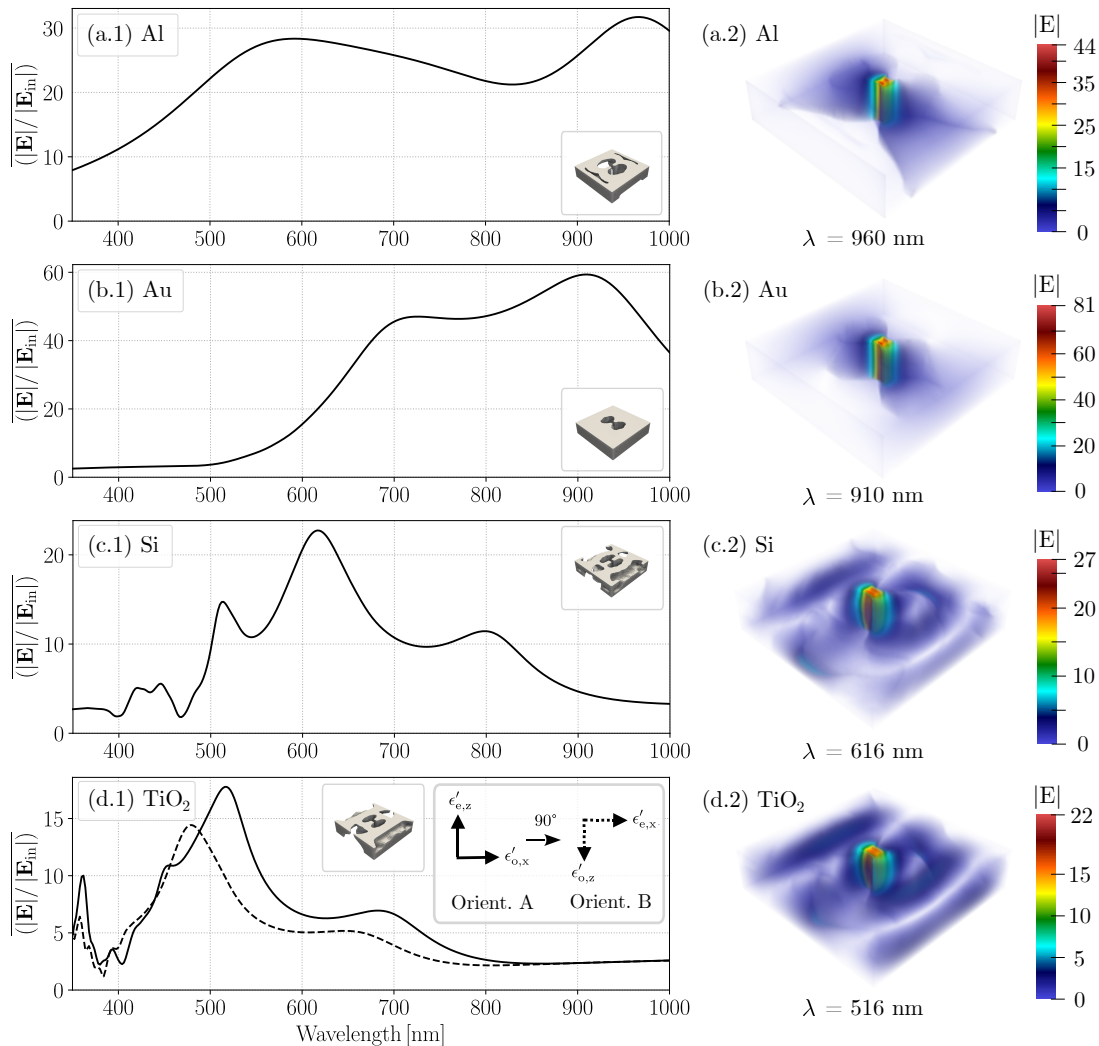 (a.1) Al
(|E| / |E_in|)
30
20
10
0
400 500 600 700 800 900 1000
(a.2) Al
|E|
44
35
25
15
0
λ = 960 nm
(b.1) Au
(|E| / |E_in|)
60
40
20
0
400 500 600 700 800 900 1000
(b.2) Au
|E|
81
60
40
20
0
λ = 910 nm
(c.1) Si
(|E| / |E_in|)
20
10
0
400 500 600 700 800 900 1000
(c.2) Si
|E|
27
20
10
0
λ = 616 nm
(d.1) TiO₂
(|E| / |E_in|)
15
10
5
0
ϵ′e,z
ϵ′o,x
90°
ϵ′e,x
ϵ′o,z
Orient. A
Orient. B
400 500 600 700 800 900 1000
Wavelength [nm]
(d.2) TiO₂
|E|
22
15
10
5
0
λ = 516 nm